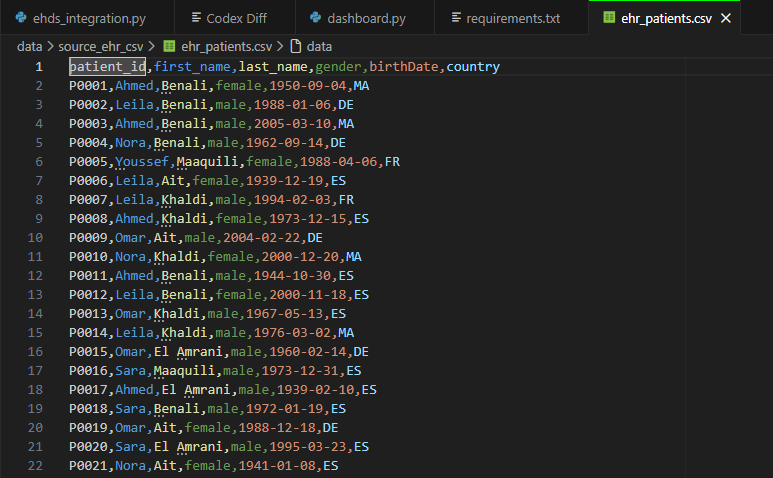 ehds_integration.py Codex Diff dashboard.py requirements.txt ehr_patients.csv
data > source_ehr_csv > ehr_patients.csv > data
1 patient_id,first_name,last_name,gender,birthDate,country
2 P0001,Ahmed,Benali,female,1950-09-04,MA
3 P0002,Leila,Benali,male,1988-01-06,DE
4 P0003,Ahmed,Benali,male,2005-03-10,MA
5 P0004,Nora,Benali,male,1962-09-14,DE
6 P0005,Youssef,Maaquili,female,1988-04-06,FR
7 P0006,Leila,Ait,female,1939-12-19,ES
8 P0007,Leila,Khaldi,male,1994-02-03,FR
9 P0008,Ahmed,Khaldi,female,1973-12-15,ES
10 P0009,Omar,Ait,male,2004-02-22,DE
11 P0010,Nora,Khaldi,female,2000-12-20,MA
12 P0011,Ahmed,Benali,male,1944-10-30,ES
13 P0012,Leila,Benali,female,2000-11-18,ES
14 P0013,Omar,Khaldi,male,1967-05-13,ES
15 P0014,Leila,Khaldi,male,1976-03-02,MA
16 P0015,Omar,El Amrani,male,1960-02-14,DE
17 P0016,Sara,Maaquili,male,1973-12-31,ES
18 P0017,Ahmed,El Amrani,male,1939-02-10,ES
19 P0018,Sara,Benali,male,1972-01-19,ES
20 P0019,Omar,Ait,female,1988-12-18,DE
21 P0020,Sara,El Amrani,male,1995-03-23,ES
22 P0021,Nora,Ait,female,1941-01-08,ES